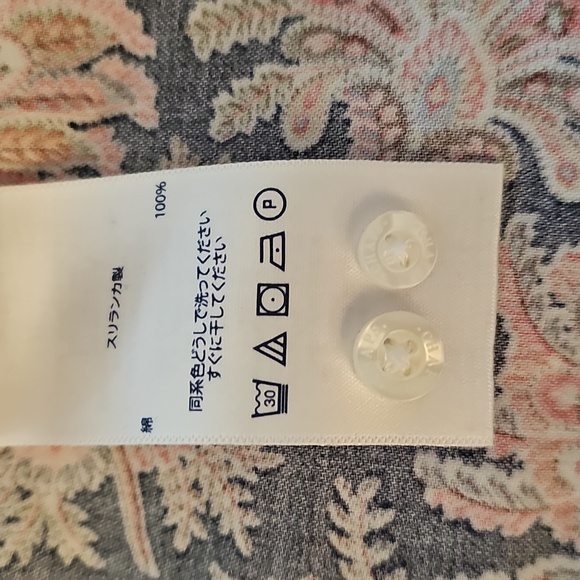 綿 100%
スリランカ製
同系色どうしで洗ってください
すぐに干してください
30 P